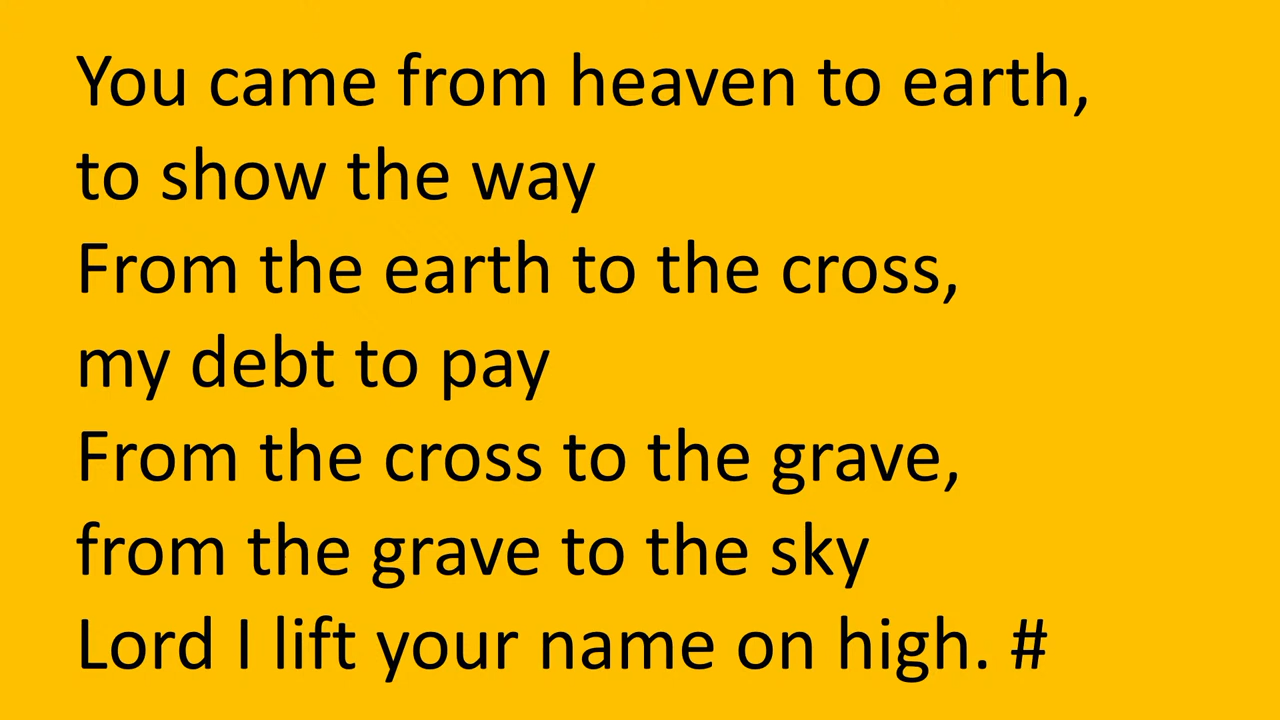 You came from heaven to earth,
to show the way
From the earth to the cross,
my debt to pay
From the cross to the grave,
from the grave to the sky
Lord I lift your name on high. #